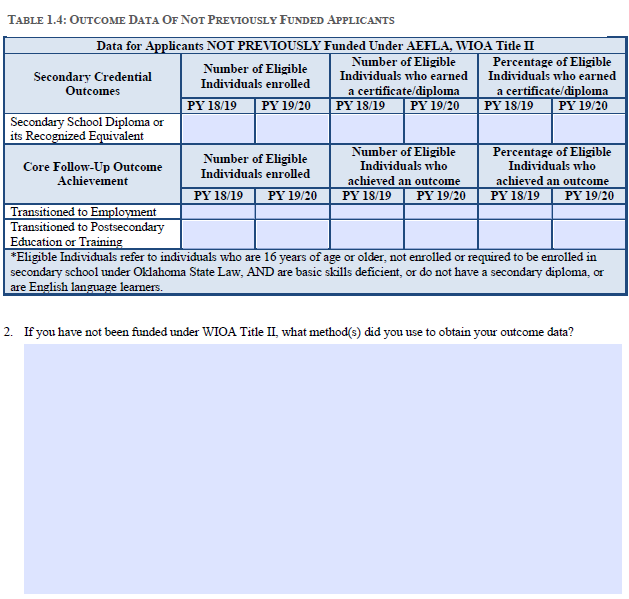 TABLE 1.4: OUTCOME DATA OF NOT PREVIOUSLY FUNDED APPLICANTS
Data for Applicants NOT PREVIOUSLY Funded Under AEFLA, WIOA Title II
Secondary Credential
Outcomes
Number of Eligible
Individuals enrolled
Number of Eligible
Individuals who earned
a certificate/diploma
Percentage of Eligible
Individuals who earned
a certificate/diploma
PY 18/19 PY 19/20 PY 18/19 PY 19/20 PY 18/19 PY 19/20
Secondary School Diploma or
its Recognized Equivalent
Core Follow-Up Outcome
Achievement
Number of Eligible
Individuals enrolled
Number of Eligible
Individuals who
achieved an outcome
Percentage of Eligible
Individuals who
achieved an outcome
PY 18/19 PY 19/20 PY 18/19 PY 19/20 PY 18/19 PY 19/20
Transitioned to Employment
Transitioned to Postsecondary
Education or Training
*Eligible Individuals refer to individuals who are 16 years of age or older, not enrolled or required to be enrolled in
secondary school under Oklahoma State Law, AND are basic skills deficient, or do not have a secondary diploma, or
are English language learners.
2. If you have not been funded under WIOA Title II, what method(s) did you use to obtain your outcome data?